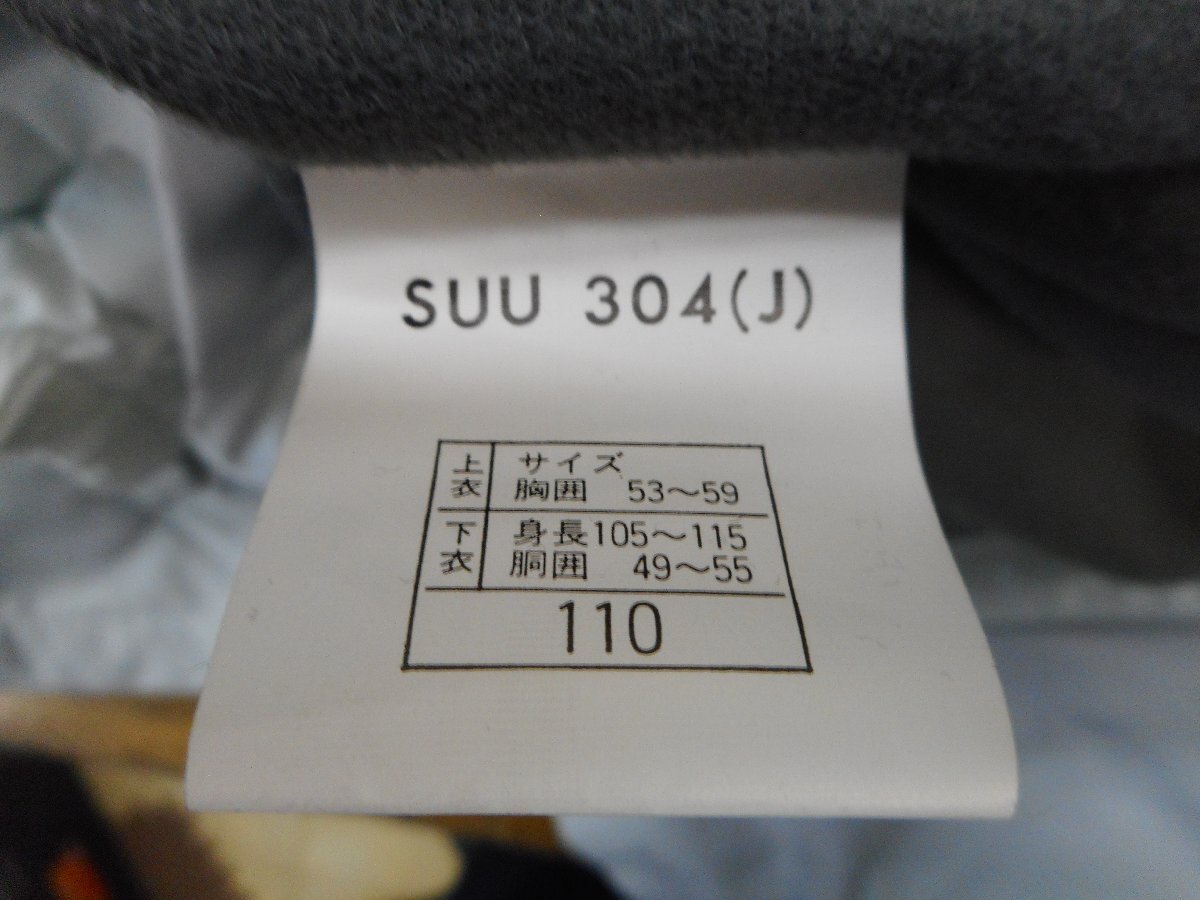 SUU 304(J)
上衣 サイズ
胸囲 53~59
下衣 身長105~115
胴囲 49~55
110